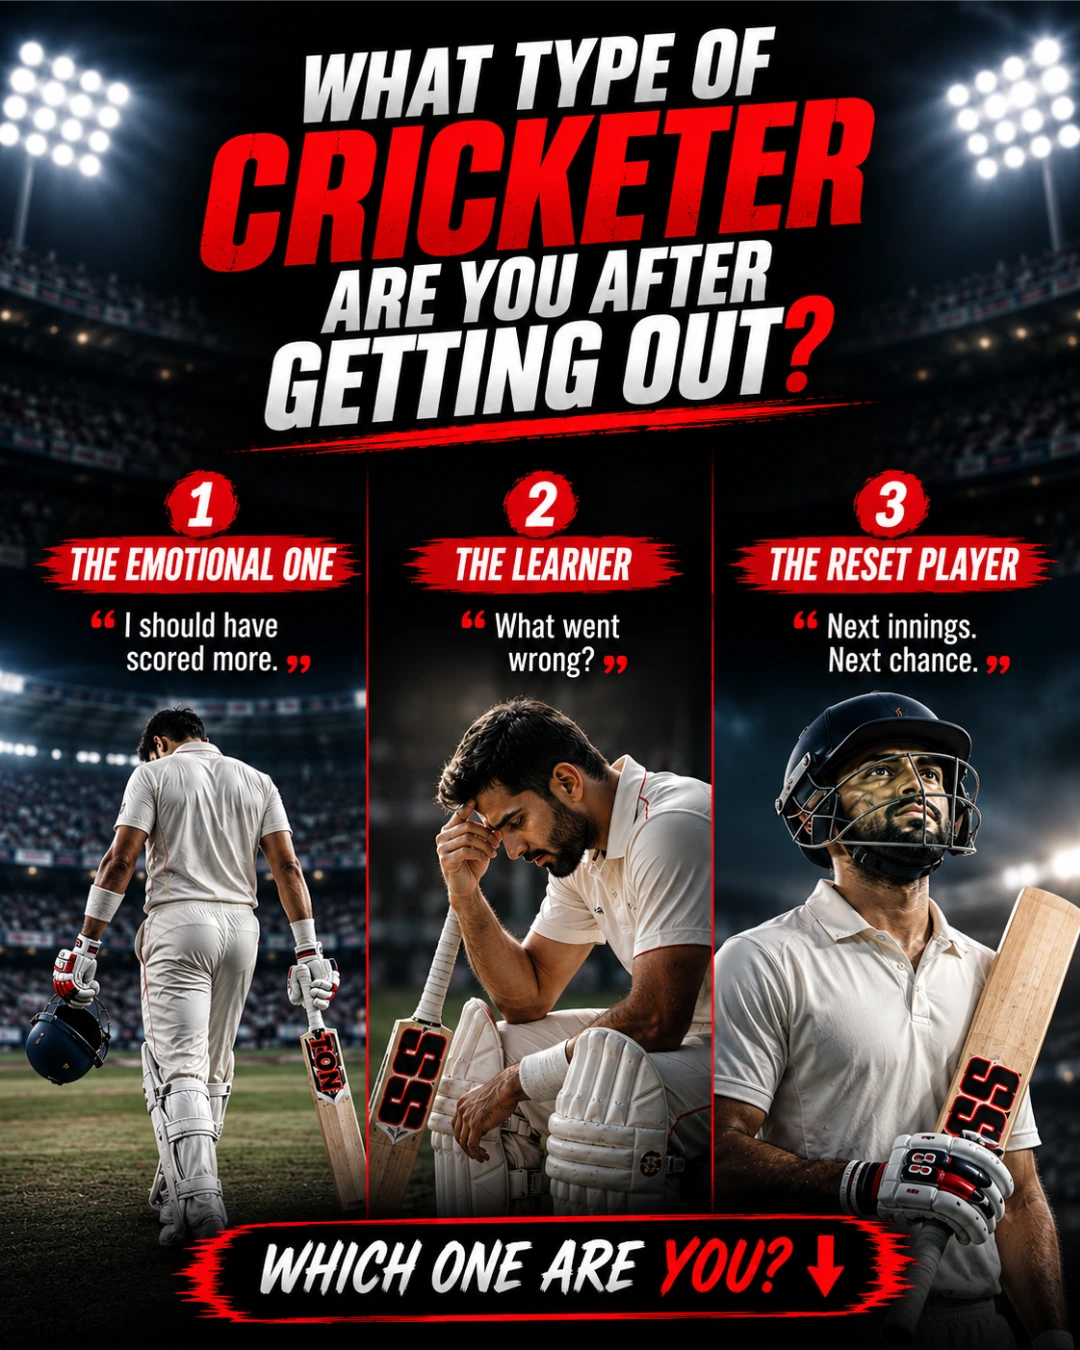 WHAT TYPE OF
CRICKETER
ARE YOU AFTER
GETTING OUT?
1
THE EMOTIONAL ONE
“ I should have
scored more. ”
2
THE LEARNER
“ What went
wrong? ”
3
THE RESET PLAYER
“ Next innings.
Next chance. ”
TON
SS
SS
WHICH ONE ARE YOU?